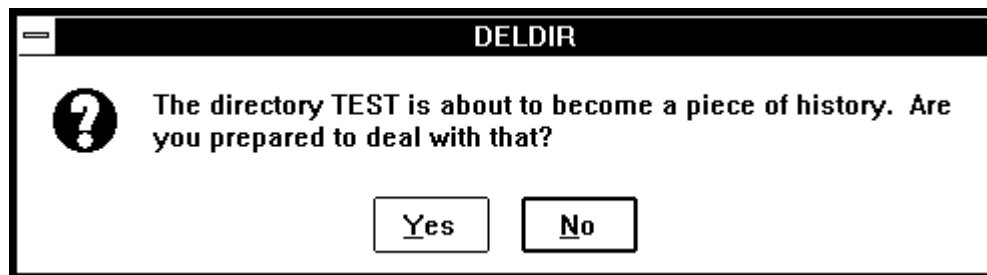 DELDIR
The directory TEST is about to become a piece of history.  Are
you prepared to deal with that?
Yes No